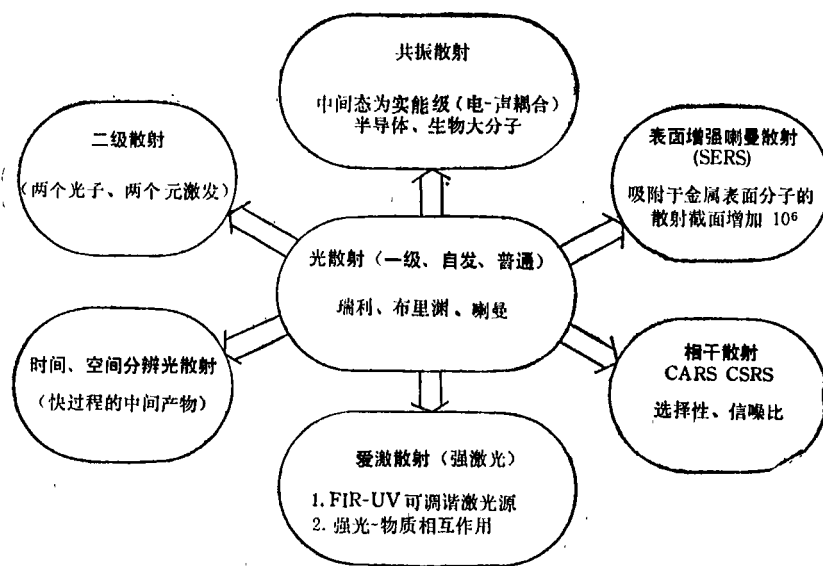 共振散射
中间态为实能级（电-声耦合）
半导体、生物大分子
二级散射
（两个光子、两个元激发）
表面增强喇曼散射
(SERS)
吸附于金属表面分子的
散射截面增加 10⁶
光散射（一级、自发、普通）
瑞利、布里渊、喇曼
时间、空间分辨光散射
（快过程的中间产物）
相干散射
CARS CSRS
选择性、信噪比
受激散射（强激光）
1. FIR-UV可调谐激光源
2. 强光-物质相互作用